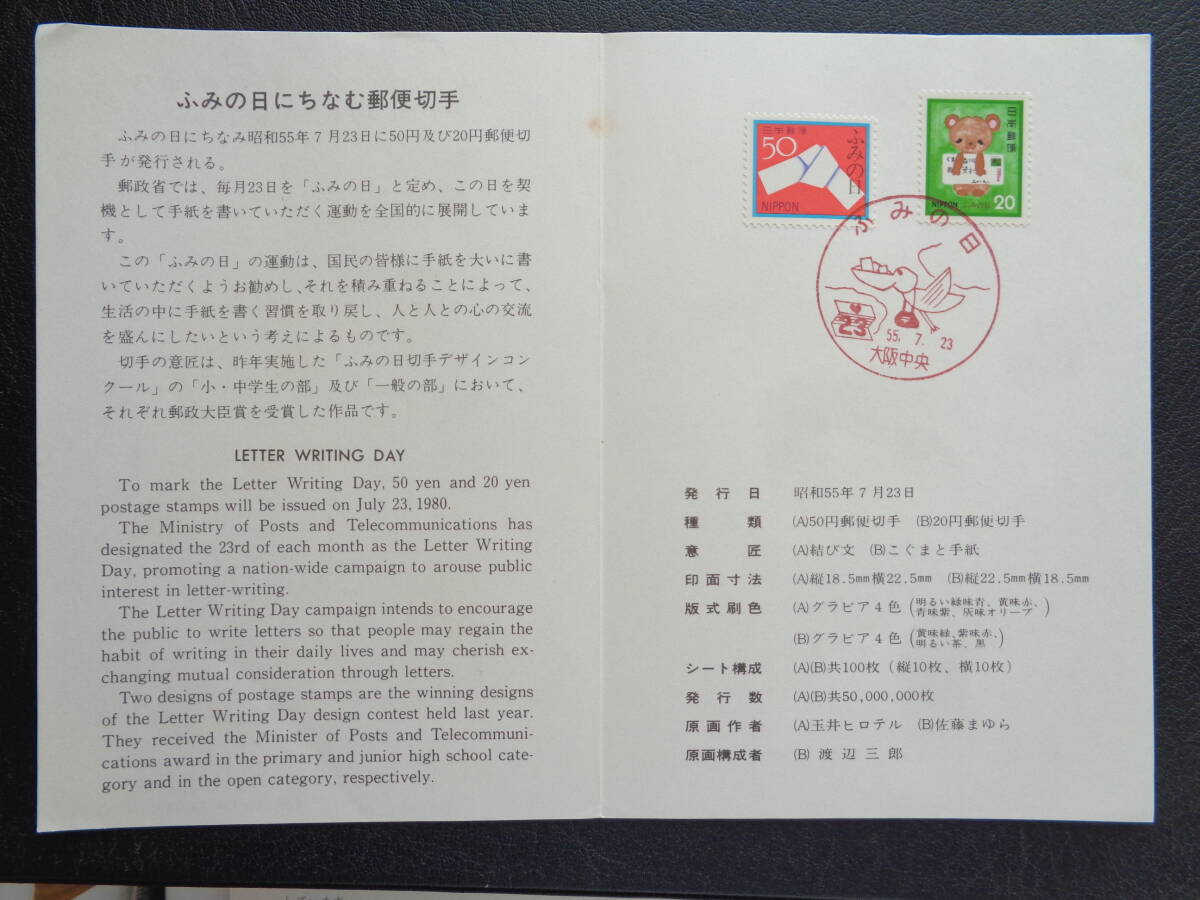 ふみの日にちなむ郵便切手
ふみの日にちなみ昭和55年7月23日に50円及び20円郵便切
手が発行される。
郵政省では、毎月23日を「ふみの日」と定め、この日を契
機として手紙を書いていただく運動を全国的に展開していま
す。
この「ふみの日」の運動は、国民の皆様に手紙を大いに書
いていただくようお勧めし、それを積み重ねることによって、
生活の中に手紙を書く習慣を取り戻し、人と人との心の交流
を盛んにしたいという考えによるものです。
切手の意匠は、昨年実施した「ふみの日切手デザインコン
クール」の「小・中学生の部」及び「一般の部」において、
それぞれ郵政大臣賞を受賞した作品です。
LETTER WRITING DAY
To mark the Letter Writing Day, 50 yen and 20 yen
postage stamps will be issued on July 23, 1980.
The Ministry of Posts and Telecommunications has
designated the 23rd of each month as the Letter Writing
Day, promoting a nation-wide campaign to arouse public
interest in letter-writing.
The Letter Writing Day campaign intends to encourage
the public to write letters so that people may regain the
habit of writing in their daily lives and may cherish ex-
changing mutual consideration through letters.
Two designs of postage stamps are the winning designs
of the Letter Writing Day design contest held last year.
They received the Minister of Posts and Telecommuni-
cations award in the primary and junior high school cate-
gory and in the open category, respectively.
日本郵便
50
ふみの日
NIPPON
日本郵便
NIPPON ふみの日 20
ふみの日
23
55. 7. 23
大阪中央
発行日 昭和55年7月23日
種類 (A)50円郵便切手 (B)20円郵便切手
意匠 (A)結び文 (B)こぐまと手紙
印面寸法 (A)縦18.5mm横22.5mm (B)縦22.5mm横18.5mm
版式刷色 (A)グラビア4色(明るい緑味青、黄味赤、
青味紫、灰味オリーブ)
(B)グラビア4色(黄味緑、紫味赤、
明るい茶、黒)
シート構成 (A)(B)共100枚(縦10枚、横10枚)
発行数 (A)(B)共50,000,000枚
原画作者 (A)玉井ヒロテル (B)佐藤まゆら
原画構成者 (B)渡辺三郎